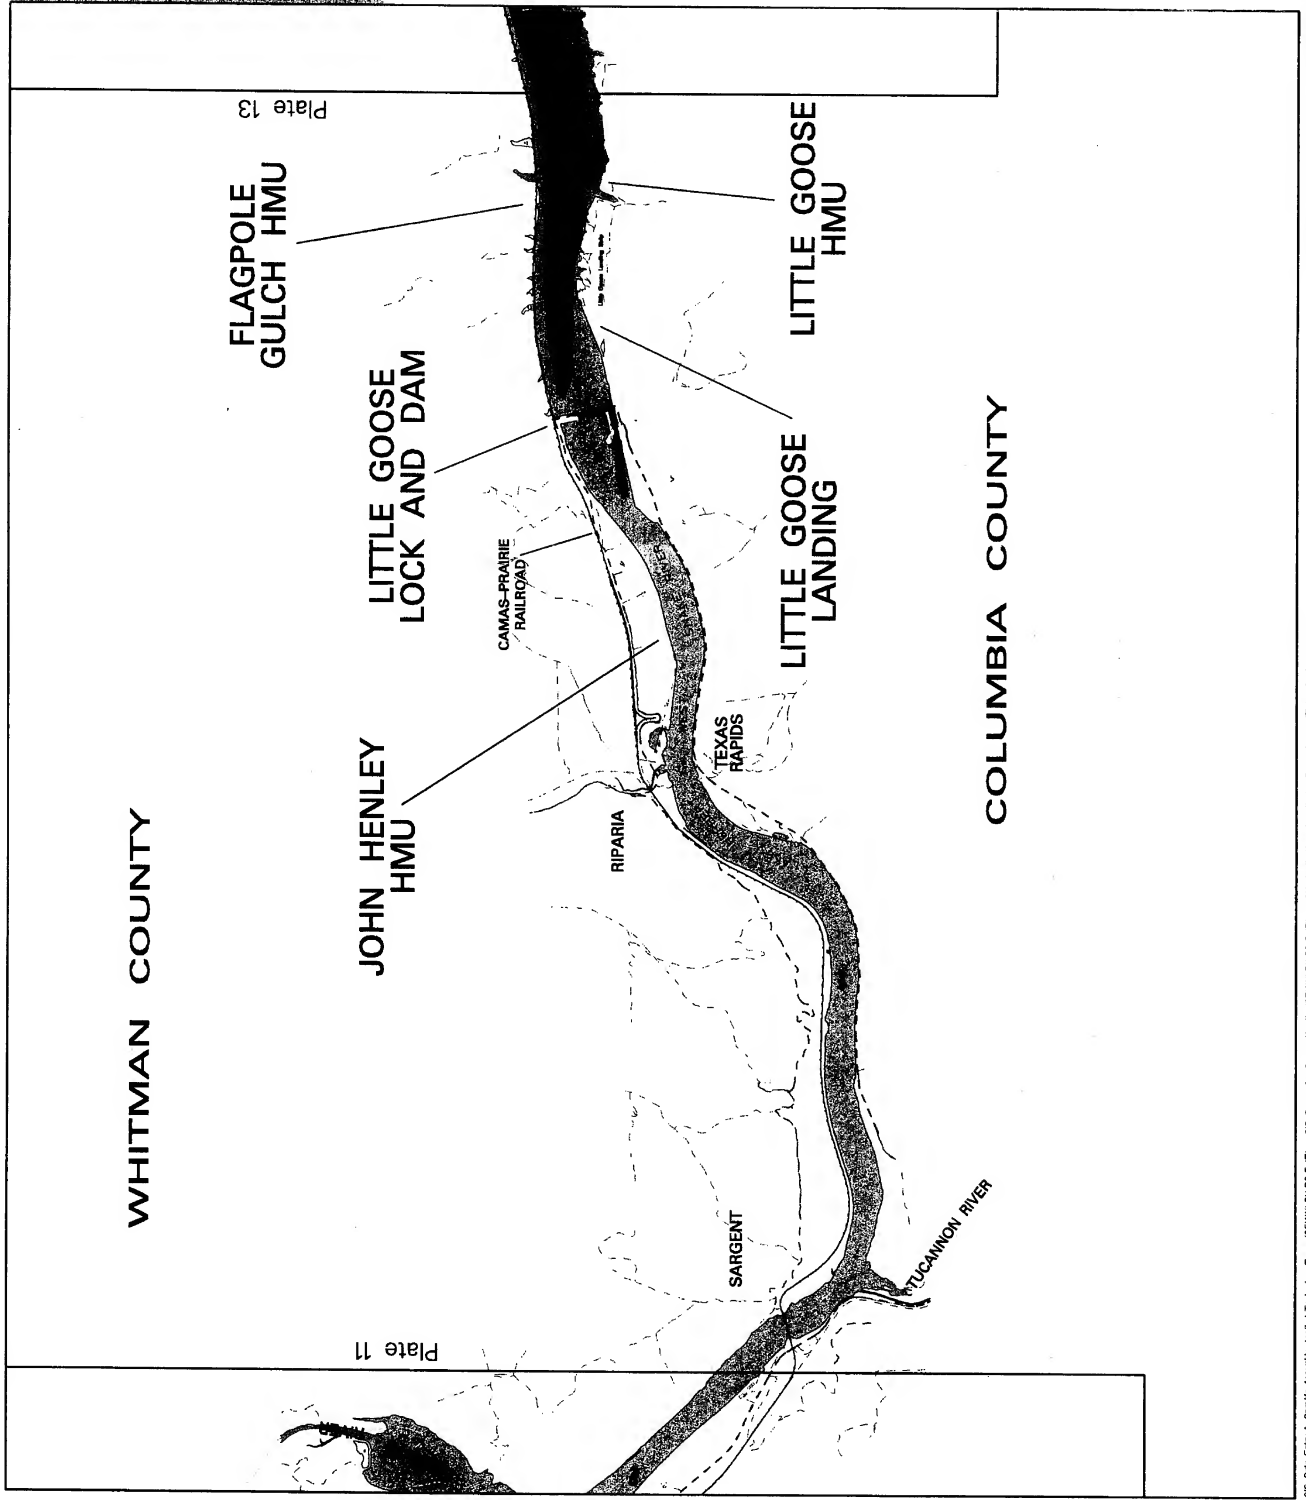 Plate 13
FLAGPOLE
GULCH HMU
LITTLE GOOSE
HMU
LITTLE GOOSE
LOCK AND DAM
CAMAS-PRAIRIE
RAILROAD
LITTLE GOOSE
LANDING
COLUMBIA COUNTY
JOHN HENLEY
HMU
TEXAS
RAPIDS
RIPARIA
WHITMAN COUNTY
SARGENT
TUCANNON RIVER
Plate 11
RIVER